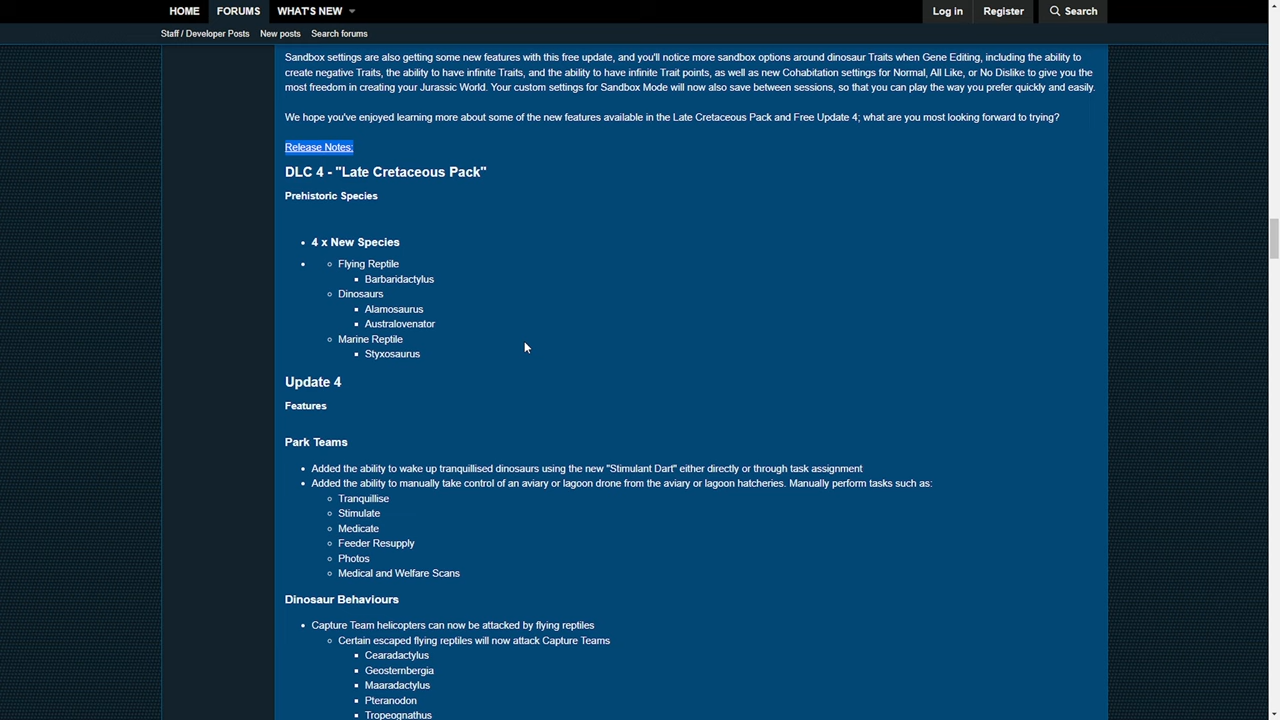 HOME FORUMS WHAT'S NEW Log in Register Search
Staff / Developer Posts New posts Search forums
Sandbox settings are also getting some new features with this free update, and you'll notice more sandbox options around dinosaur Traits when Gene Editing, including the ability to
create negative Traits, the ability to have infinite Traits, and the ability to have infinite Trait points, as well as new Cohabitation settings for Normal, All Like, or No Dislike to give you the
most freedom in creating your Jurassic World. Your custom settings for Sandbox Mode will now also save between sessions, so that you can play the way you prefer quickly and easily.
We hope you've enjoyed learning more about some of the new features available in the Late Cretaceous Pack and Free Update 4; what are you most looking forward to trying?
Release Notes:
DLC 4 - "Late Cretaceous Pack"
Prehistoric Species
4 x New Species
Flying Reptile
Barbaridactylus
Dinosaurs
Alamosaurus
Australovenator
Marine Reptile
Styxosaurus
Update 4
Features
Park Teams
Added the ability to wake up tranquillised dinosaurs using the new "Stimulant Dart" either directly or through task assignment
Added the ability to manually take control of an aviary or lagoon drone from the aviary or lagoon hatcheries. Manually perform tasks such as:
Tranquillise
Stimulate
Medicate
Feeder Resupply
Photos
Medical and Welfare Scans
Dinosaur Behaviours
Capture Team helicopters can now be attacked by flying reptiles
Certain escaped flying reptiles will now attack Capture Teams
Cearadactylus
Geosternbergia
Maaradactylus
Pteranodon
Tropeognathus